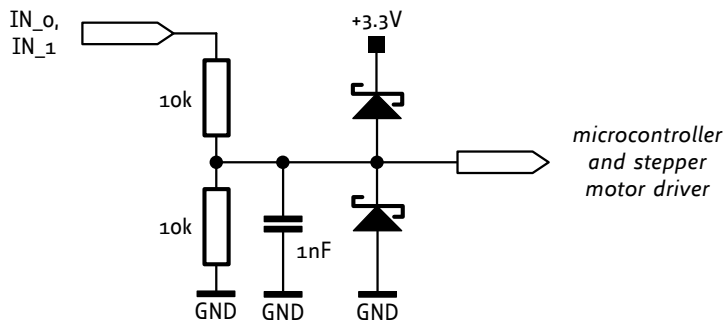 IN_0,
IN_1
+3.3V
10k
microcontroller
and stepper
motor driver
10k
1nF
GND
GND
GND